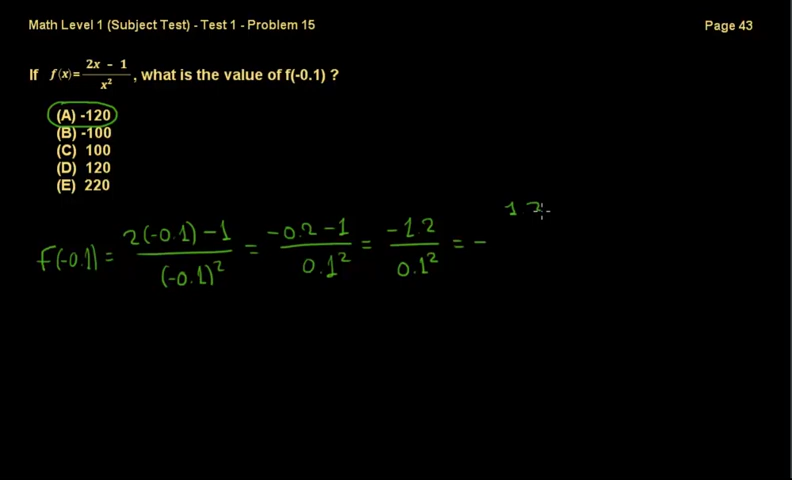 Math Level 1 (Subject Test) - Test 1 - Problem 15 Page 43
If f(x)= 2x - 1 / x² , what is the value of f(-0.1) ?
(A) -120
(B) -100
(C) 100
(D) 120
(E) 220
f(-0.1) = 2(-0.1) - 1 / (-0.1)² = -0.2 - 1 / 0.1² = -1.2 / 0.1² = - 1 2